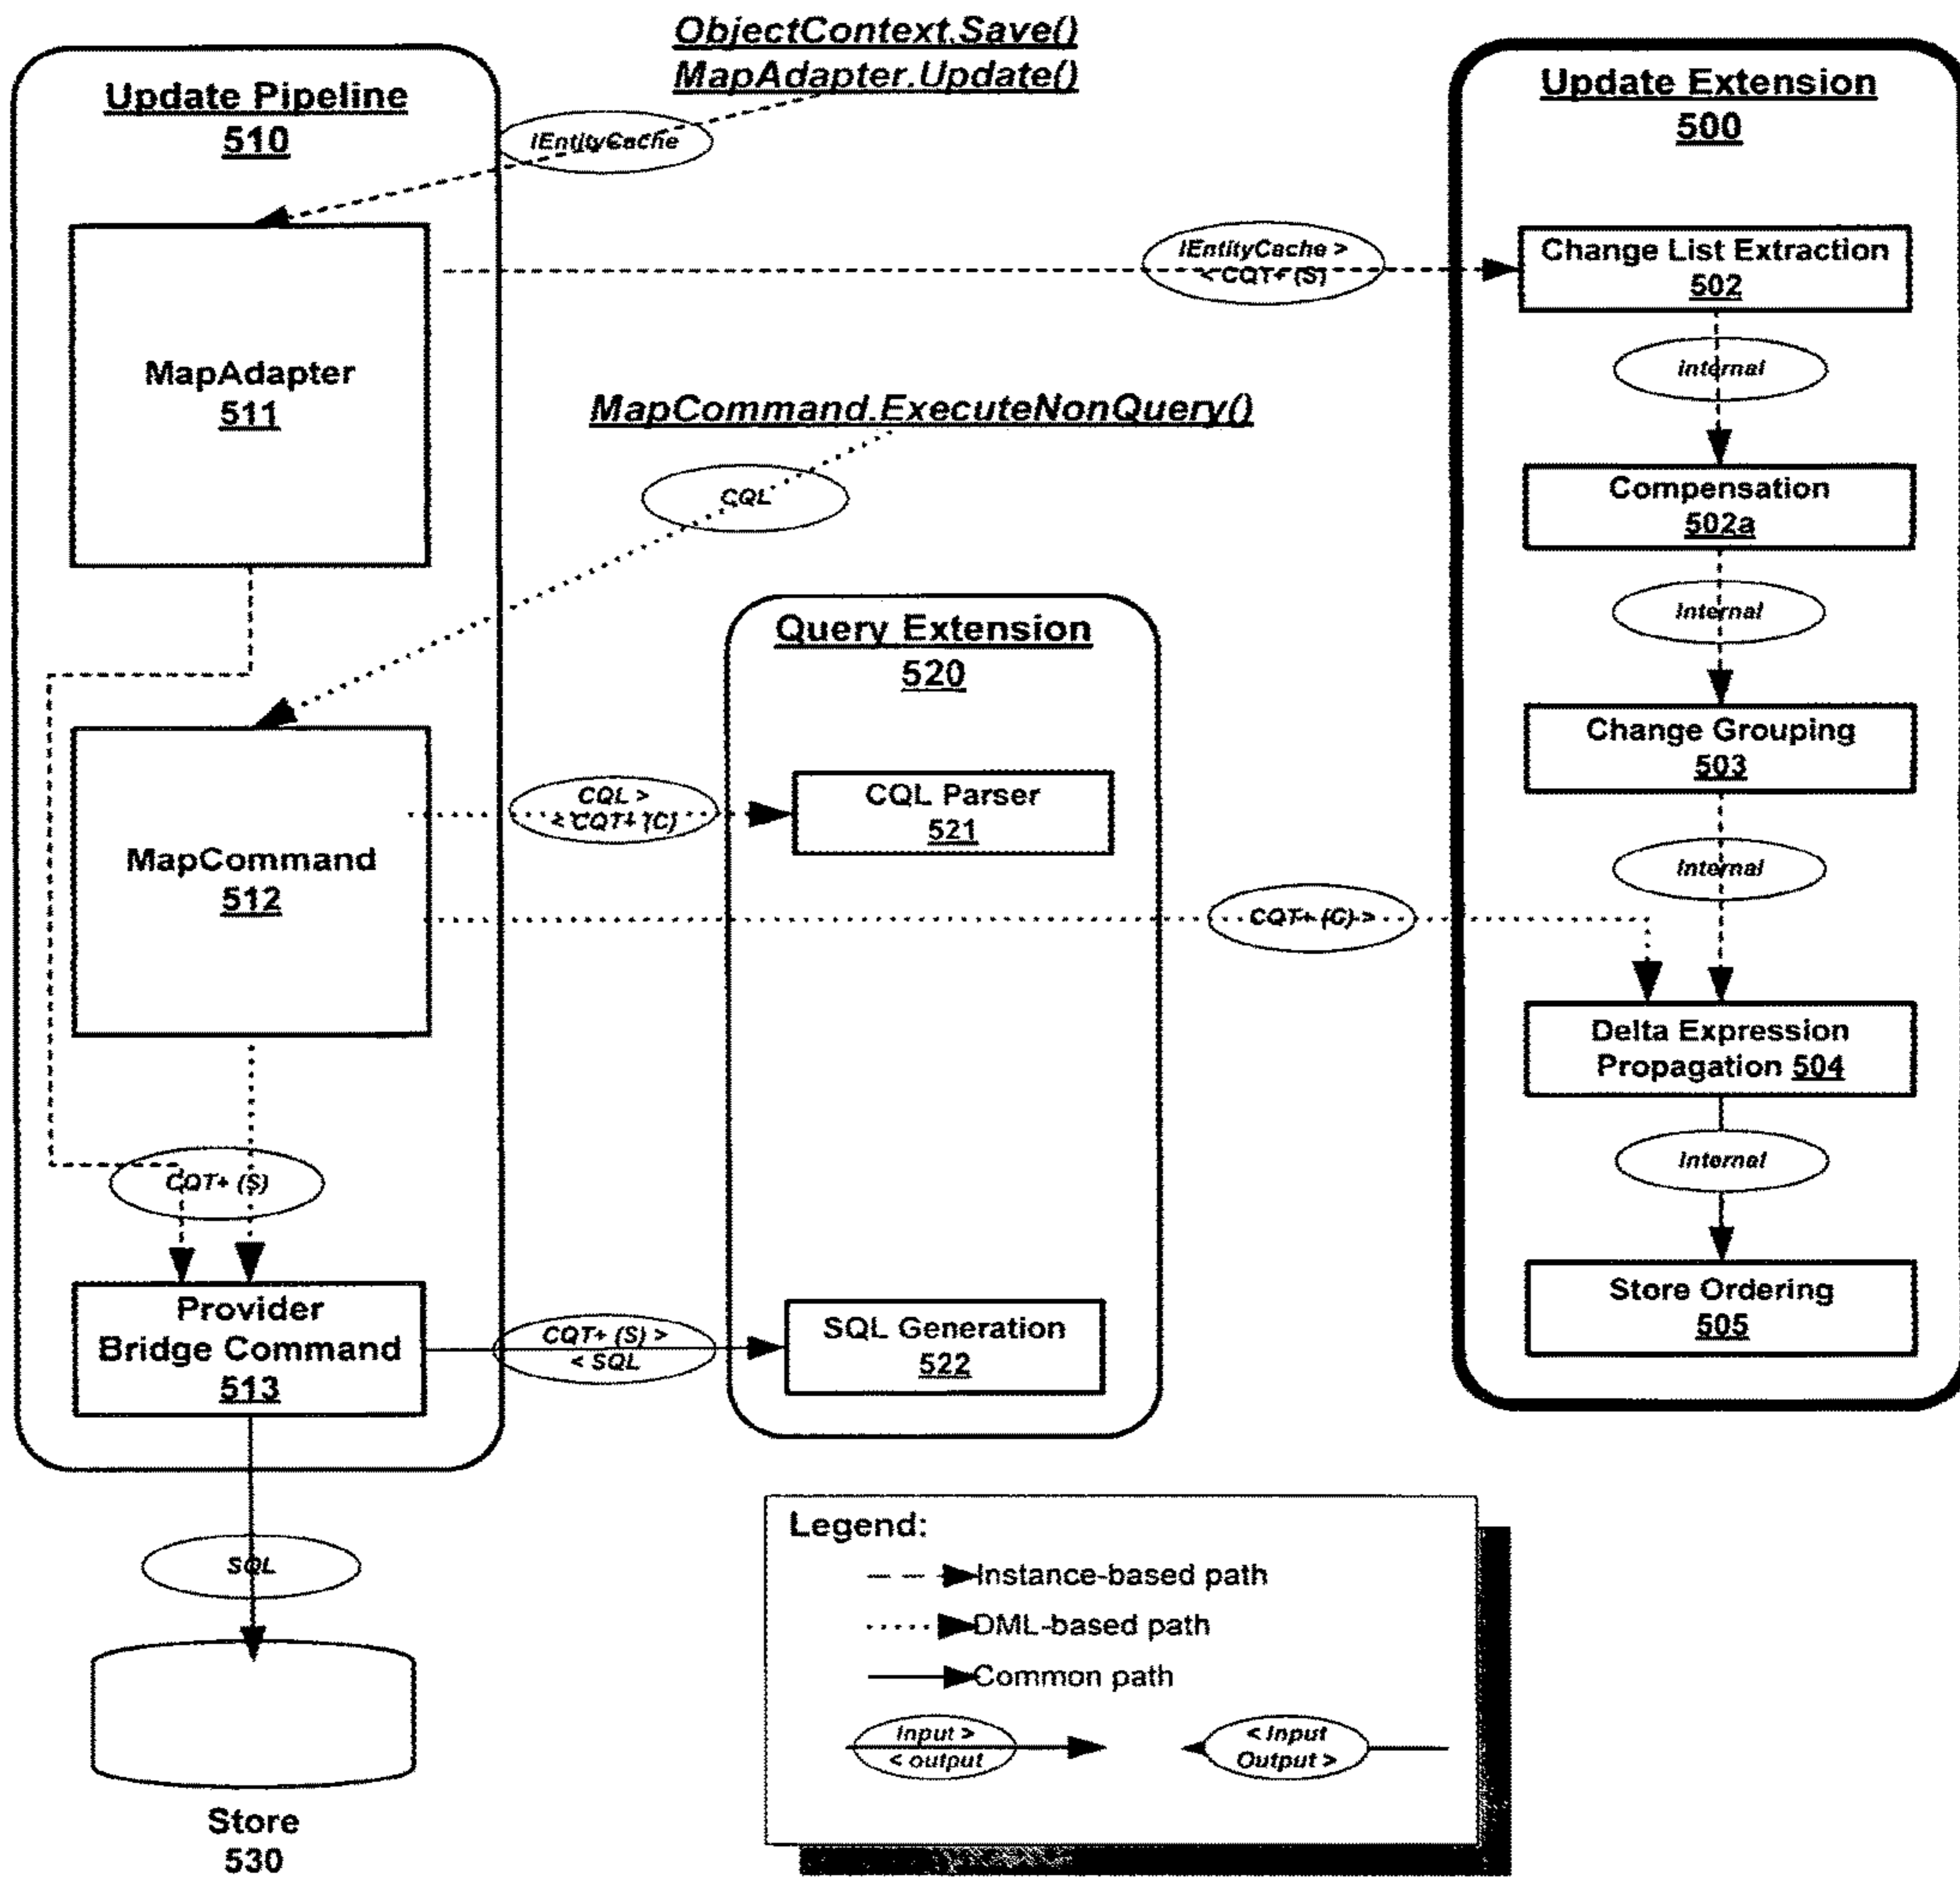 ObjectContext.Save()
MapAdapter.Update()
Update Pipeline
510
IEntityCache
MapAdapter
511
IEntityCache >
< CQT+ (S)
MapCommand.ExecuteNonQuery()
CQL
MapCommand
512
CQL >
< CQT+ (C)
CQT+ (C) >
CQT+ (S)
Provider
Bridge Command
513
CQT+ (S) >
< SQL
SQL
Store
530
Query Extension
520
CQL Parser
521
SQL Generation
522
Update Extension
500
Change List Extraction
502
internal
Compensation
502a
Internal
Change Grouping
503
Internal
Delta Expression
Propagation 504
Internal
Store Ordering
505
Legend:
Instance-based path
DML-based path
Common path
Input >
< output
< Input
Output >